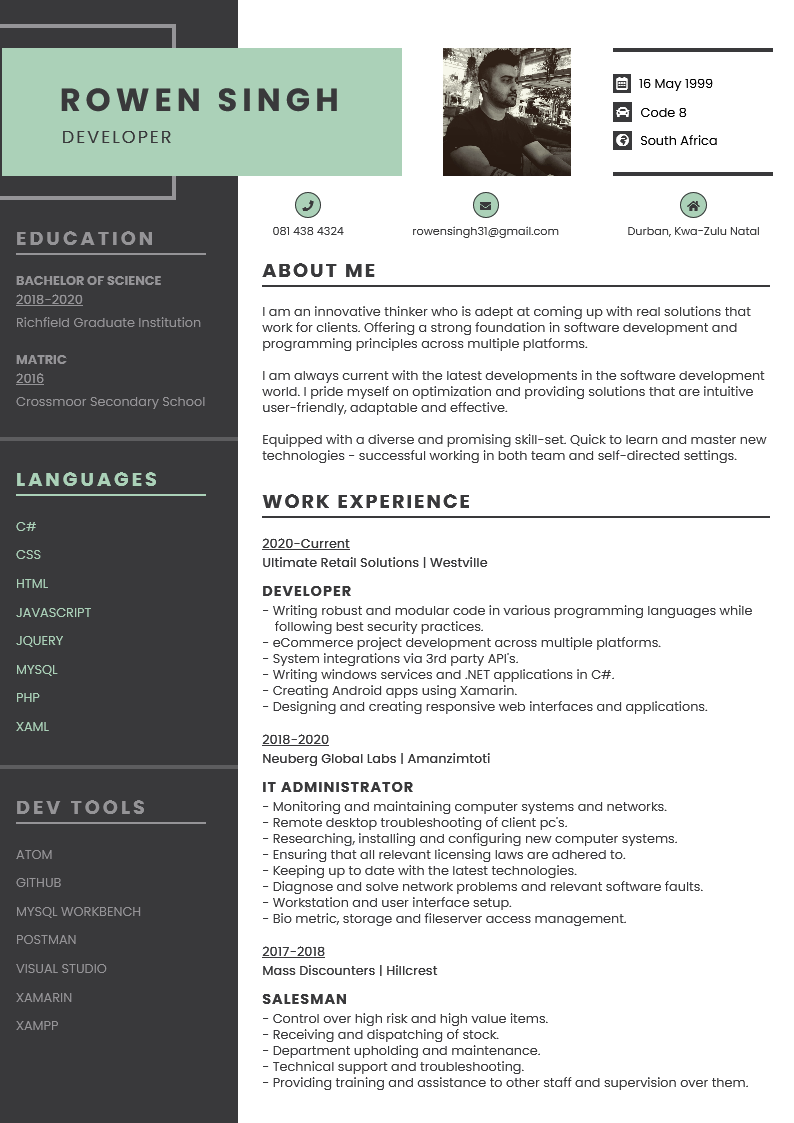 ROWEN SINGH
DEVELOPER
16 May 1999
Code 8
South Africa
081 438 4324
rowensingh31@gmail.com
Durban, Kwa-Zulu Natal
EDUCATION
BACHELOR OF SCIENCE
2018-2020
Richfield Graduate Institution
MATRIC
2016
Crossmoor Secondary School
LANGUAGES
C#
CSS
HTML
JAVASCRIPT
JQUERY
MYSQL
PHP
XAML
DEV TOOLS
ATOM
GITHUB
MYSQL WORKBENCH
POSTMAN
VISUAL STUDIO
XAMARIN
XAMPP
ABOUT ME
I am an innovative thinker who is adept at coming up with real solutions that
work for clients. Offering a strong foundation in software development and
programming principles across multiple platforms.
I am always current with the latest developments in the software development
world. I pride myself on optimization and providing solutions that are intuitive
user-friendly, adaptable and effective.
Equipped with a diverse and promising skill-set. Quick to learn and master new
technologies - successful working in both team and self-directed settings.
WORK EXPERIENCE
2020-Current
Ultimate Retail Solutions | Westville
DEVELOPER
- Writing robust and modular code in various programming languages while
following best security practices.
- eCommerce project development across multiple platforms.
- System integrations via 3rd party API's.
- Writing windows services and .NET applications in C#.
- Creating Android apps using Xamarin.
- Designing and creating responsive web interfaces and applications.
2018-2020
Neuberg Global Labs | Amanzimtoti
IT ADMINISTRATOR
- Monitoring and maintaining computer systems and networks.
- Remote desktop troubleshooting of client pc's.
- Researching, installing and configuring new computer systems.
- Ensuring that all relevant licensing laws are adhered to.
- Keeping up to date with the latest technologies.
- Diagnose and solve network problems and relevant software faults.
- Workstation and user interface setup.
- Bio metric, storage and fileserver access management.
2017-2018
Mass Discounters | Hillcrest
SALESMAN
- Control over high risk and high value items.
- Receiving and dispatching of stock.
- Department upholding and maintenance.
- Technical support and troubleshooting.
- Providing training and assistance to other staff and supervision over them.